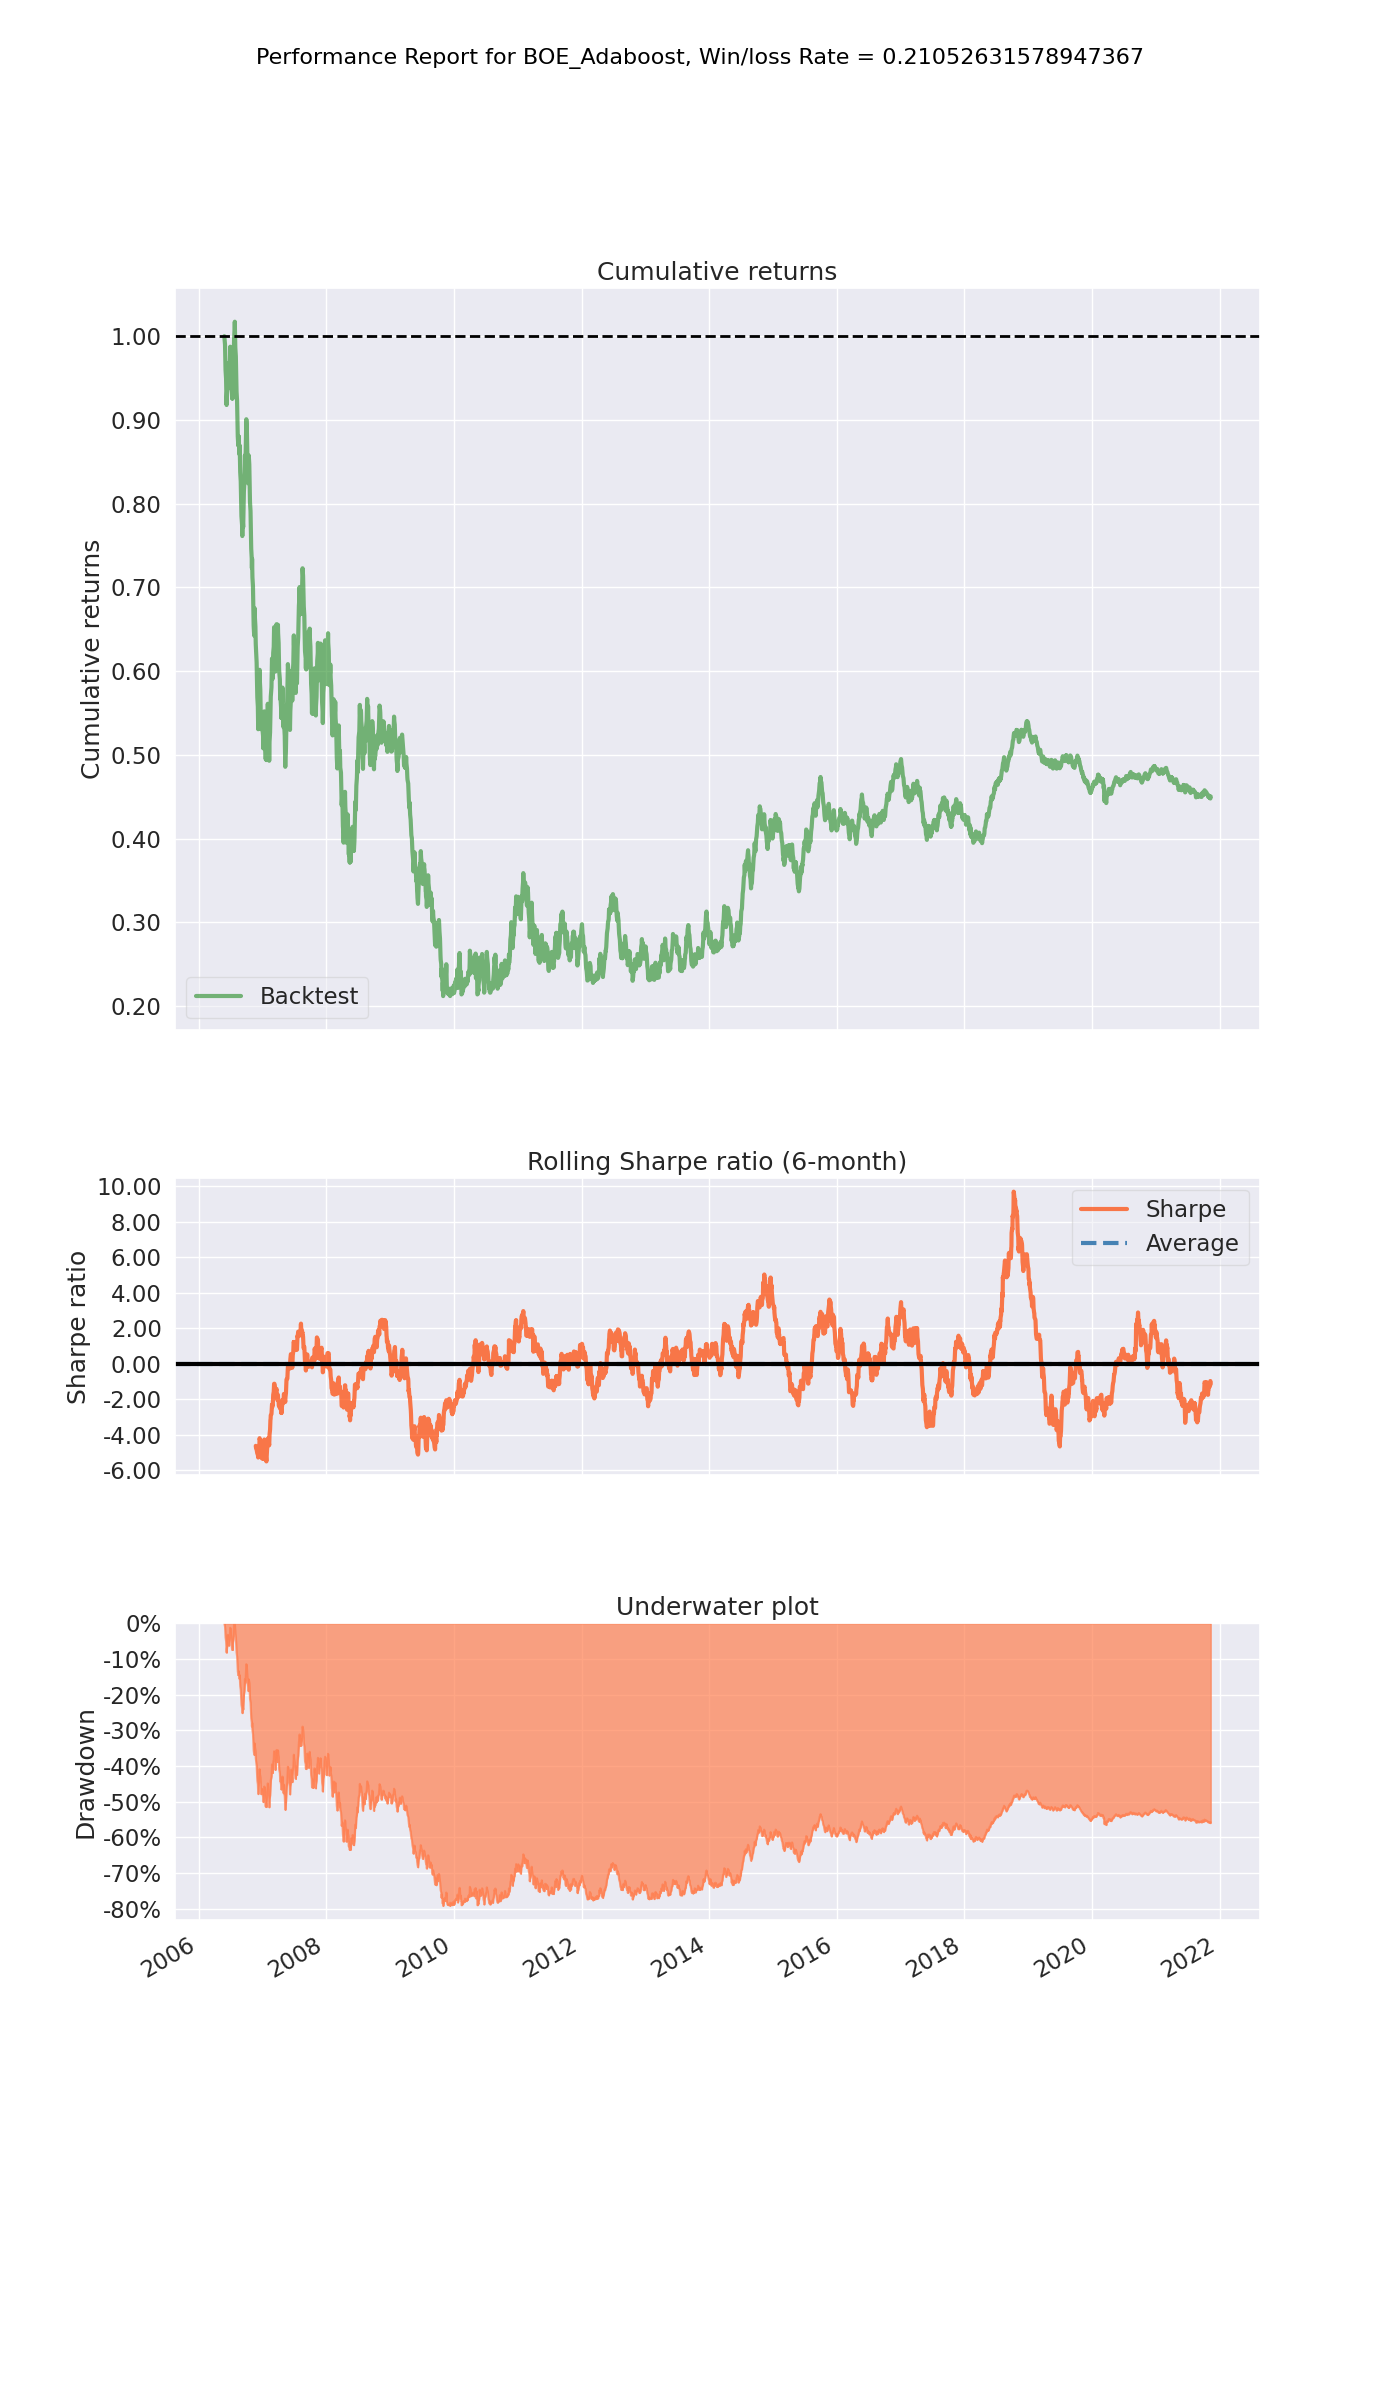 Performance Report for BOE_Adaboost, Win/loss Rate = 0.21052631578947367
Cumulative returns
1.00
0.90
0.80
0.70
0.60
0.50
0.40
0.30
0.20
Cumulative returns
Backtest
Rolling Sharpe ratio (6-month)
10.00
8.00
6.00
4.00
2.00
0.00
-2.00
-4.00
-6.00
Sharpe ratio
Sharpe
Average
Underwater plot
0%
-10%
-20%
-30%
-40%
-50%
-60%
-70%
-80%
Drawdown
2006 2008 2010 2012 2014 2016 2018 2020 2022